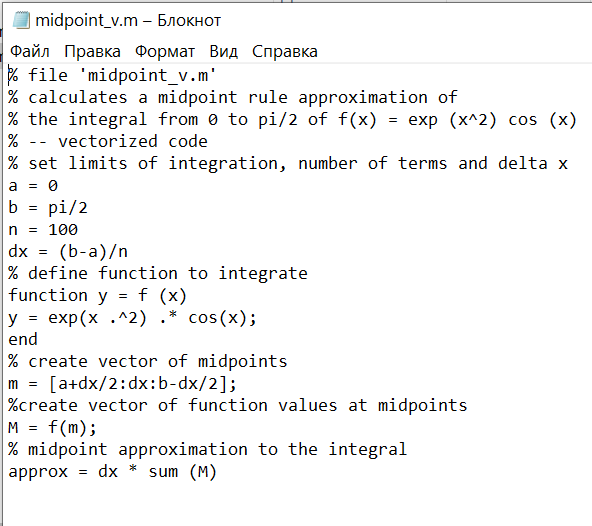 midpoint_v.m – Блокнот
Файл Правка Формат Вид Справка
% file 'midpoint_v.m'
% calculates a midpoint rule approximation of
% the integral from 0 to pi/2 of f(x) = exp (x^2) cos (x)
% -- vectorized code
% set limits of integration, number of terms and delta x
a = 0
b = pi/2
n = 100
dx = (b-a)/n
% define function to integrate
function y = f (x)
y = exp(x .^2) .* cos(x);
end
% create vector of midpoints
m = [a+dx/2:dx:b-dx/2];
%create vector of function values at midpoints
M = f(m);
% midpoint approximation to the integral
approx = dx * sum (M)